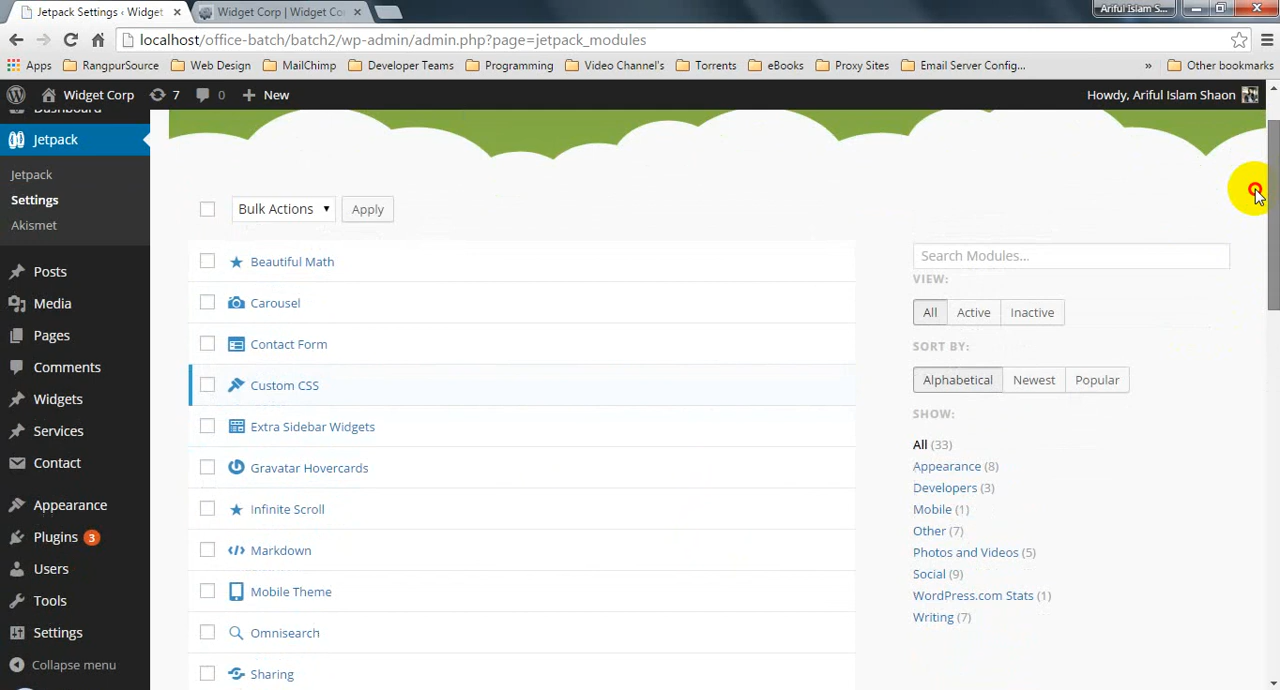 Jetpack Settings ‹ Widget
Widget Corp | Widget Co
Ariful Islam S...
localhost/office-batch/batch2/wp-admin/admin.php?page=jetpack_modules
Apps
RangpurSource
Web Design
MailChimp
Developer Teams
Programming
Video Channel's
Torrents
eBooks
Proxy Sites
Email Server Config...
»
Other bookmarks
Widget Corp
7
0
New
Howdy, Ariful Islam Shaon
Dashboard
Jetpack
Jetpack
Settings
Akismet
Posts
Media
Pages
Comments
Widgets
Services
Contact
Appearance
Plugins 3
Users
Tools
Settings
Collapse menu
Bulk Actions
Apply
Beautiful Math
Carousel
Contact Form
Custom CSS
Extra Sidebar Widgets
Gravatar Hovercards
Infinite Scroll
Markdown
Mobile Theme
Omnisearch
Sharing
Search Modules...
VIEW:
All Active Inactive
SORT BY:
Alphabetical Newest Popular
SHOW:
All (33)
Appearance (8)
Developers (3)
Mobile (1)
Other (7)
Photos and Videos (5)
Social (9)
WordPress.com Stats (1)
Writing (7)